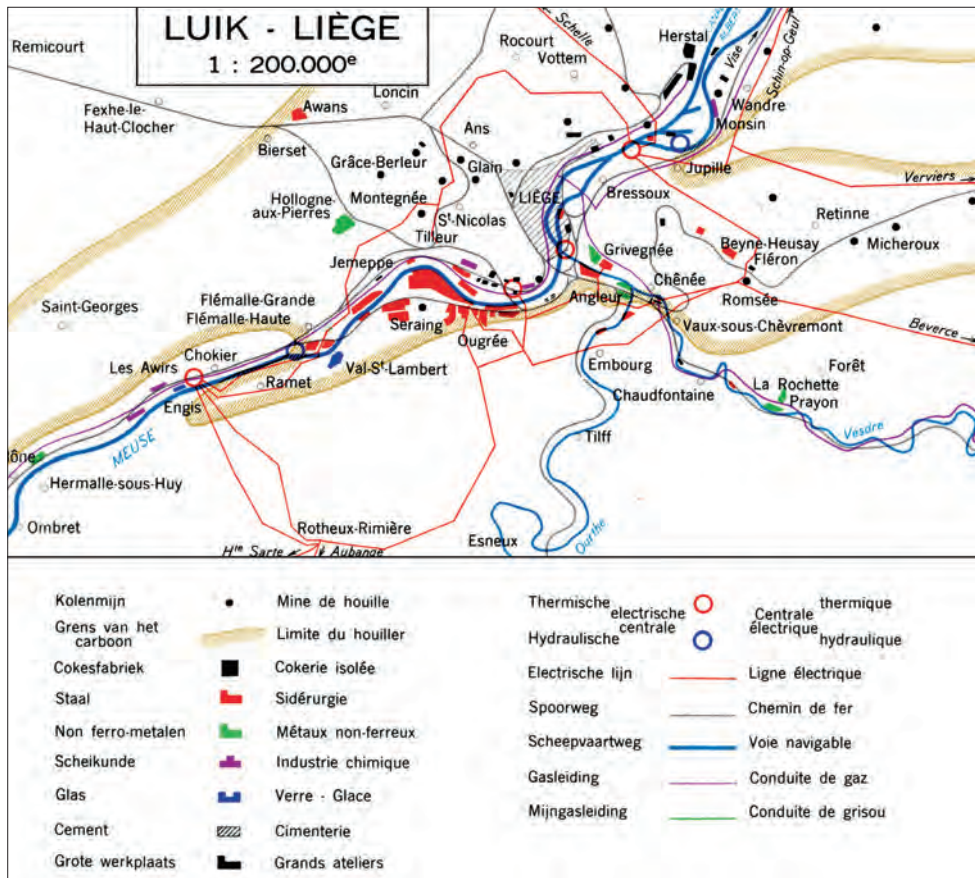 LUIK - LIÈGE
1 : 200.000e
Remicourt
Schelle
Rocourt
Vottem
Herstal
ALBERT
Visé
Schin-op-Geul
Fexhe-le-
Haut-Clocher
Loncin
Awans
Bierset
Ans
Wandre
Monsin
Grâce-Berleur
Glain
Jupille
Montegnée
LIÈGE
Bressoux
Verviers
Hollogne-
aux-Pierres
St-Nicolas
Tilleur
Retinne
Micheroux
Grivegnée
Beyne-Heusay
Fléron
Jemeppe
Chênée
Saint-Georges
Flémalle-Grande
Flémalle-Haute
Angleur
Romsée
Seraing
Ougrée
Vaux-sous-Chèvremont
Beverce
Chokier
Les Awirs
Val-St-Lambert
Embourg
Forêt
Ramet
Chaudfontaine
La Rochette
Prayon
Engis
MEUSE
Tilff
Vesdre
ône
Hermalle-sous-Huy
Ombret
Rotheux-Rimière
Esneux
Ourthe
Hte Sarte
Aubange
Kolenmijn Mine de houille
Grens van het
carboon Limite du houiller
Cokesfabriek Cokerie isolée
Staal Sidérurgie
Non ferro-metalen Métaux non-ferreux
Scheikunde Industrie chimique
Glas Verre - Glace
Cement Cimenterie
Grote werkplaats Grands ateliers
Thermische thermique
electrische Centrale
centrale électrique
Hydraulische hydraulique
Electrische lijn Ligne électrique
Spoorweg Chemin de fer
Scheepvaartweg Voie navigable
Gasleiding Conduite de gaz
Mijngasleiding Conduite de grisou